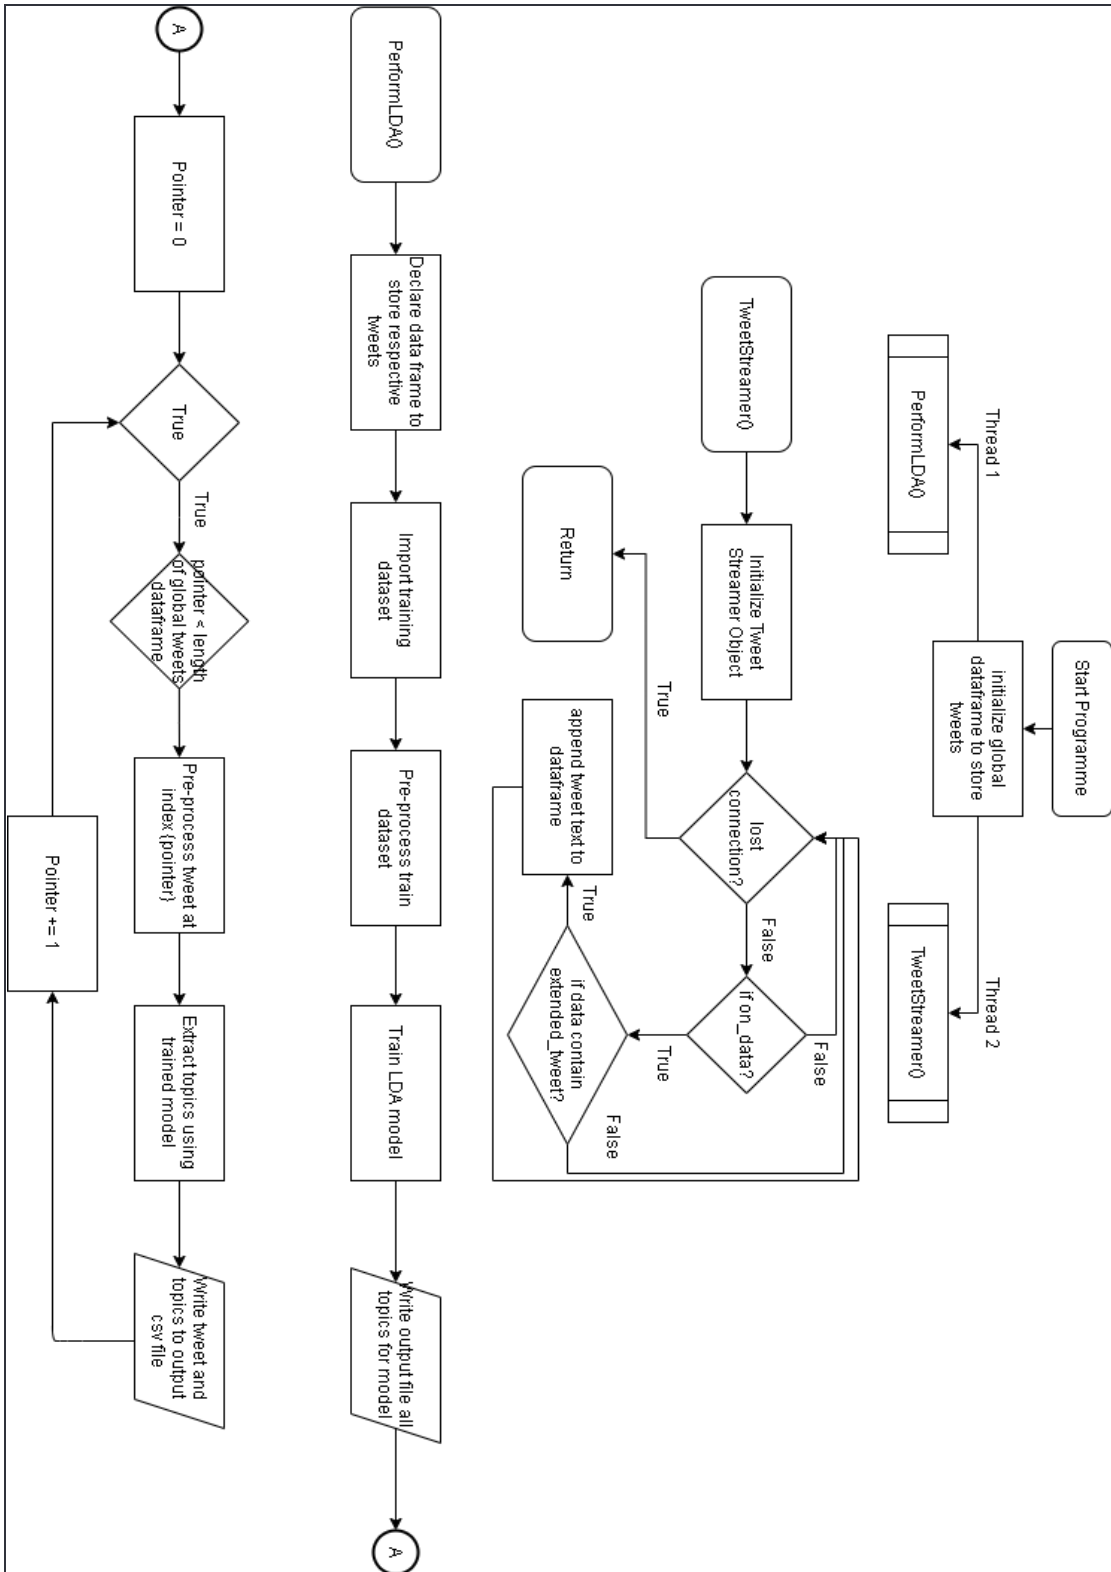 Start Programme
initialize global
dataframe to store
tweets
Thread 1
Thread 2
PerformLDA()
TweetStreamer()
TweetStreamer()
Initialize Tweet
Streamer Object
lost
connection?
False
if on_data?
False
True
True
Return
if data contain
extended_tweet?
False
True
append tweet text to
dataframe
PerformLDA()
Declare data frame to
store respective
tweets
Import training
dataset
Pre-process train
dataset
Train LDA model
Write output file all
topics for model
A
A
Pointer = 0
True
True
pointer < length
of global tweets
dataframe
Pre-process tweet at
index {pointer}
Extract topics using
trained model
Write tweet and
topics to output
csv file
Pointer += 1